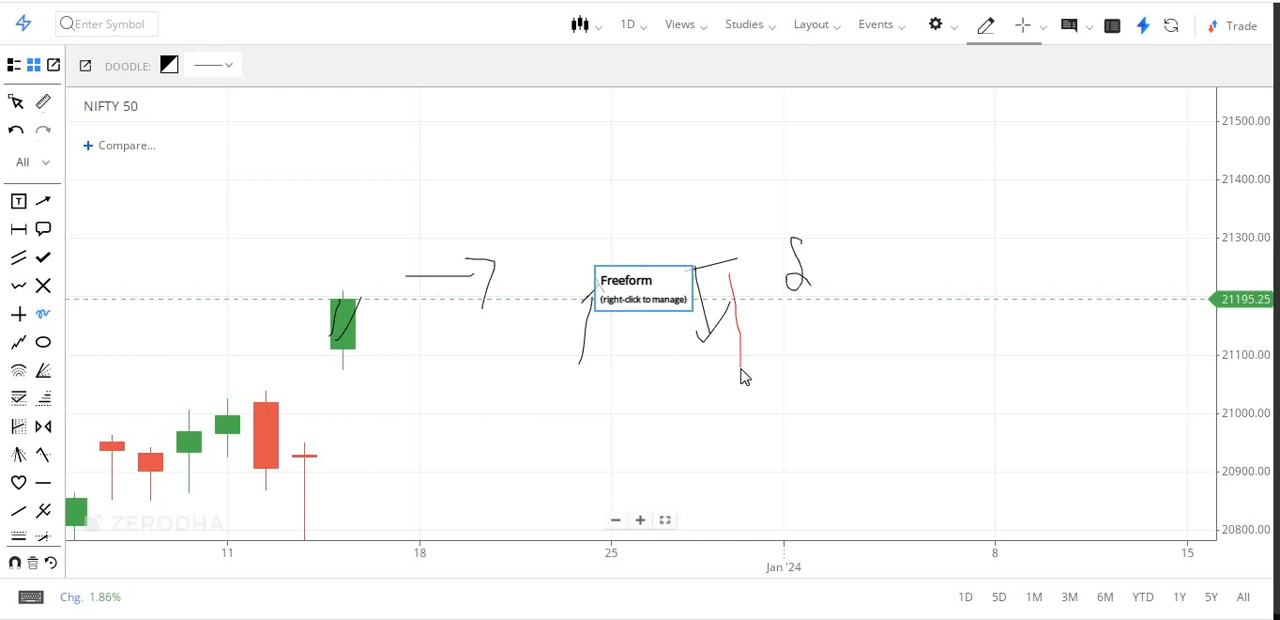 Enter Symbol
1D Views Studies Layout Events Trade
DOODLE:
NIFTY 50
Compare...
All
T
Freeform
(right-click to manage)
21500.00
21400.00
21300.00
21195.25
21100.00
21000.00
20900.00
20800.00
ZERODHA
11 18 25 Jan '24 8 15
Chg. 1.86%
1D 5D 1M 3M 6M YTD 1Y 5Y All